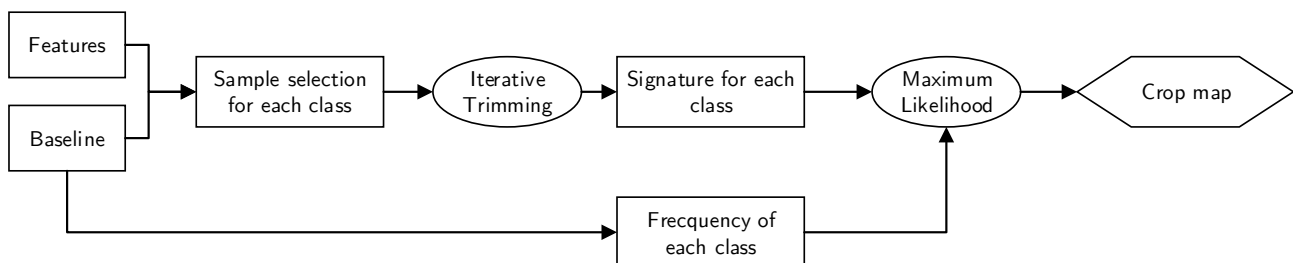 Features
Baseline
Sample selection
for each class
Iterative
Trimming
Signature for each
class
Maximum
Likelihood
Crop map
Frecquency of
each class